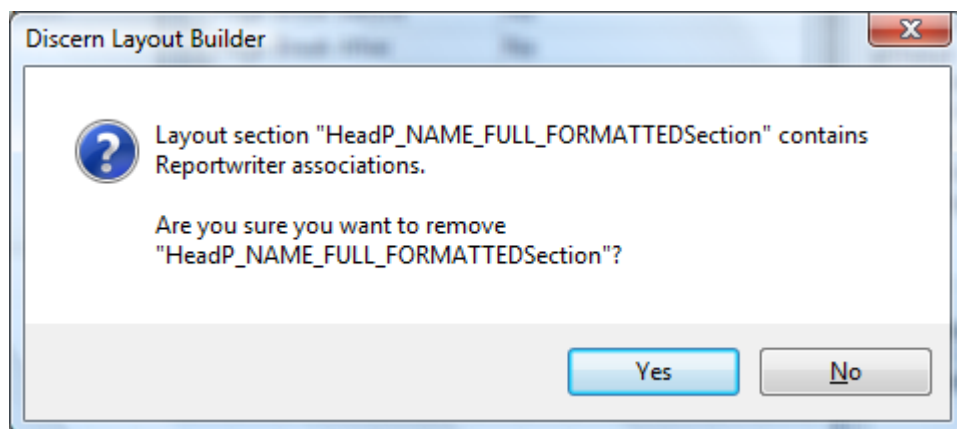 Discern Layout Builder
Layout section "HeadP_NAME_FULL_FORMATTEDSection" contains
Reportwriter associations.
Are you sure you want to remove
"HeadP_NAME_FULL_FORMATTEDSection"?
Yes
No